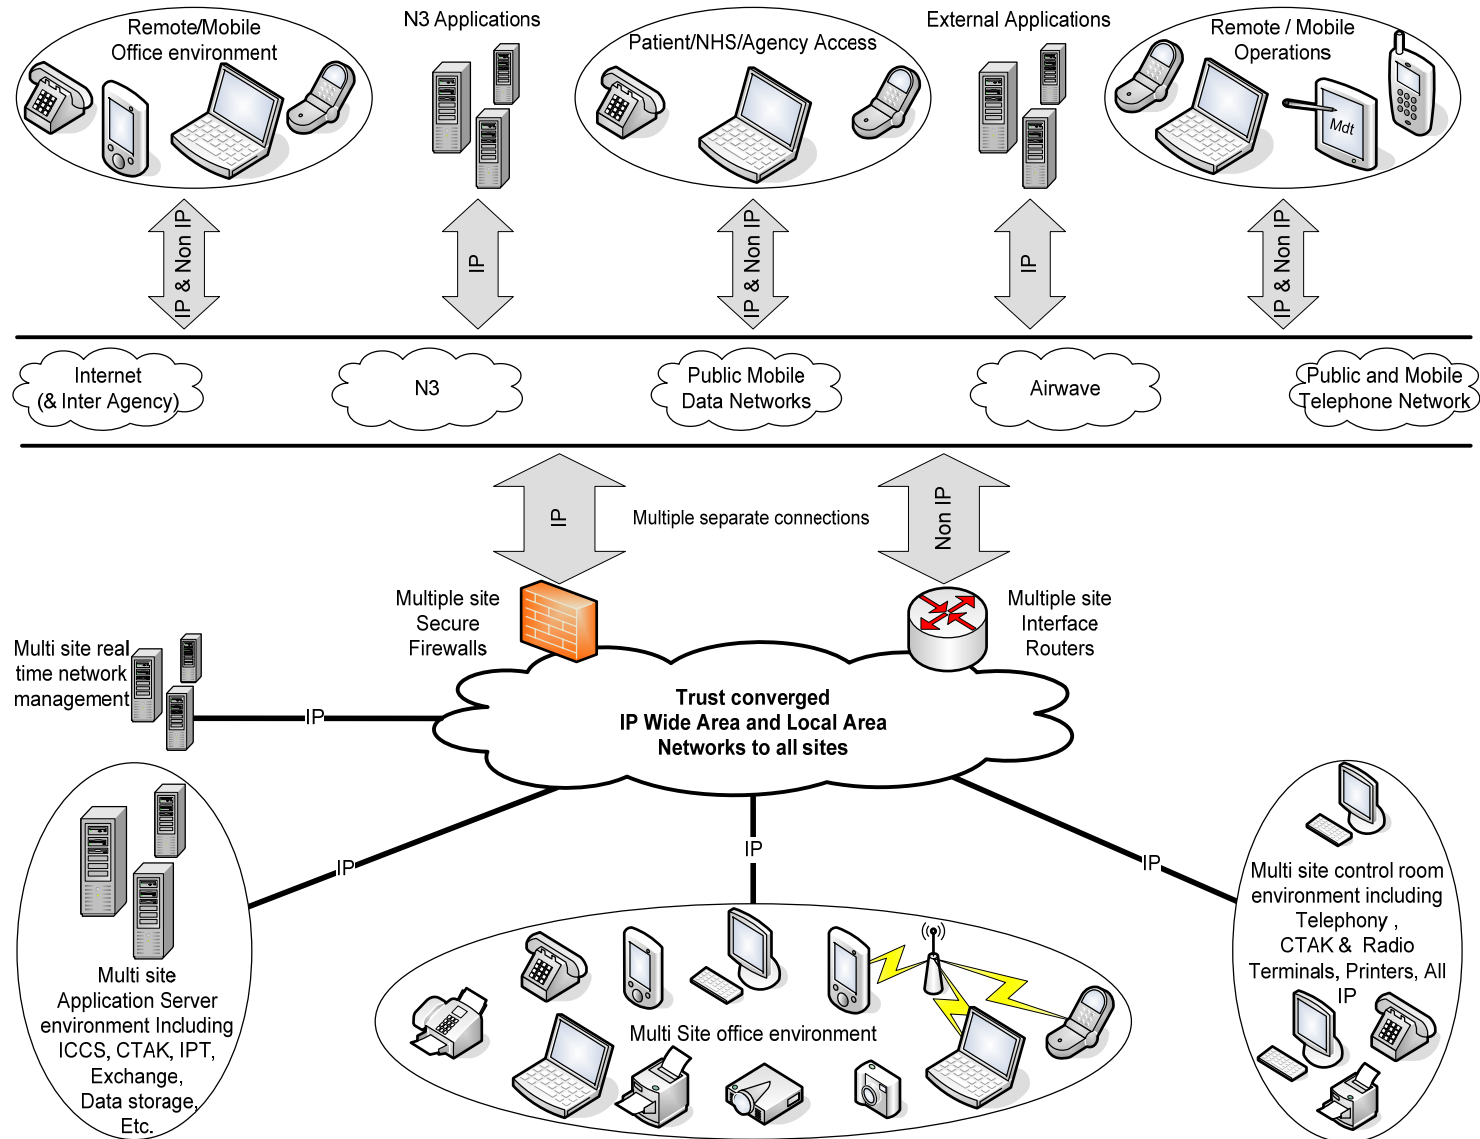 Remote/Mobile
Office environment
N3 Applications
Patient/NHS/Agency Access
External Applications
Remote / Mobile
Operations
Mdt
IP & Non IP
IP
IP & Non IP
IP
IP & Non IP
Internet
(& Inter Agency)
N3
Public Mobile
Data Networks
Airwave
Public and Mobile
Telephone Network
IP
Multiple separate connections
Non IP
Multiple site
Secure
Firewalls
Multiple site
Interface
Routers
Multi site real
time network
management
IP
Trust converged
IP Wide Area and Local Area
Networks to all sites
IP
IP
IP
Multi site
Application Server
environment Including
ICCS, CTAK, IPT,
Exchange,
Data storage,
Etc.
Multi Site office environment
Multi site control room
environment including
Telephony ,
CTAK & Radio
Terminals, Printers, All
IP